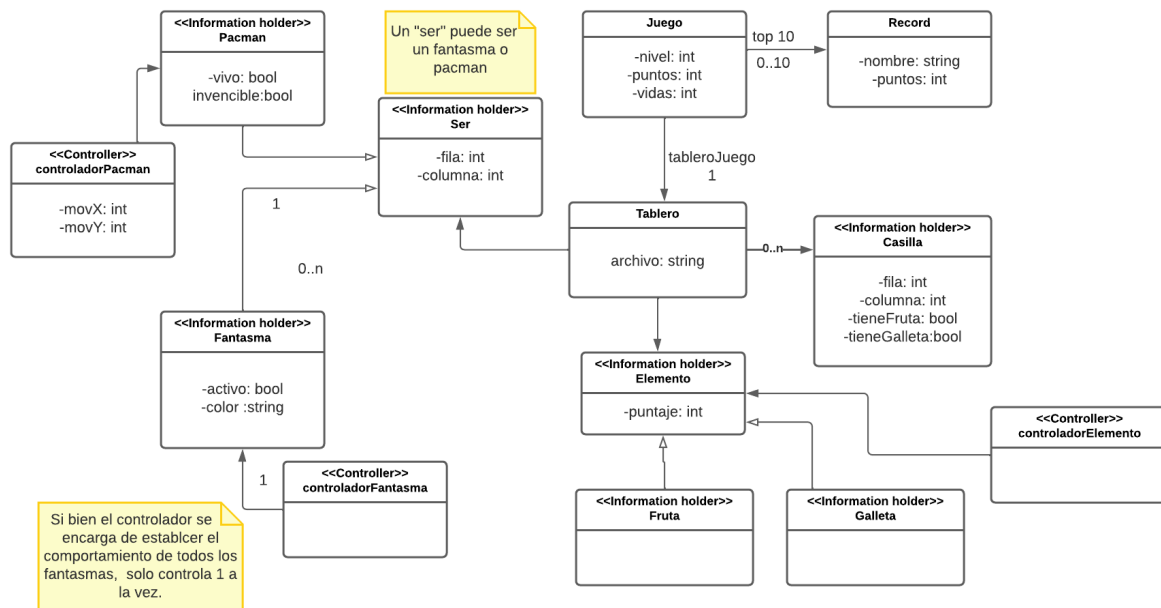 <<Information holder>>
Pacman
-vivo: bool
invencible:bool
Un "ser" puede ser
un fantasma o
pacman
Juego
-nivel: int
-puntos: int
-vidas: int
top 10
0..10
Record
-nombre: string
-puntos: int
<<Controller>>
controladorPacman
-movX: int
-movY: int
<<Information holder>>
Ser
-fila: int
-columna: int
tableroJuego
1
1
0..n
Tablero
archivo: string
0..n
<<Information holder>>
Casilla
-fila: int
-columna: int
-tieneFruta: bool
-tieneGalleta:bool
<<Information holder>>
Fantasma
-activo: bool
-color :string
<<Information holder>>
Elemento
-puntaje: int
<<Controller>>
controladorElemento
1
<<Controller>>
controladorFantasma
<<Information holder>>
Fruta
<<Information holder>>
Galleta
Si bien el controlador se
encarga de establcer el
comportamiento de todos los
fantasmas, solo controla 1 a
la vez.